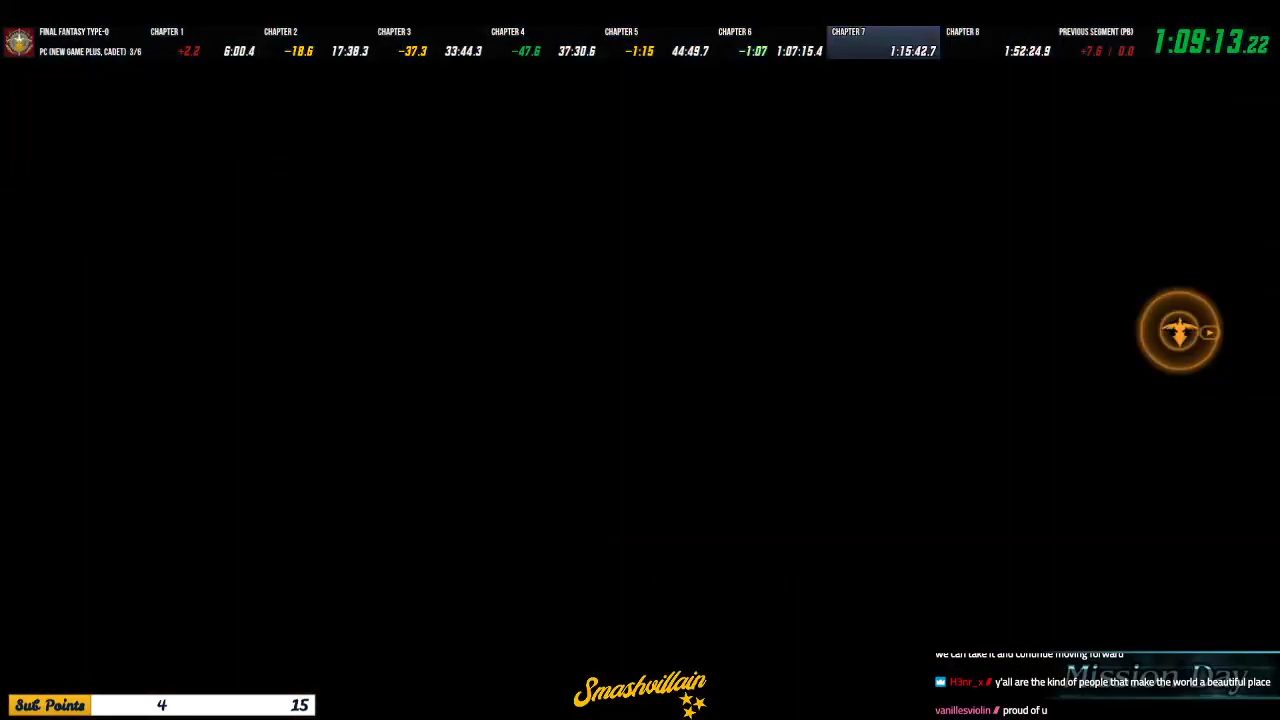 FINAL FANTASY TYPE-0
PC (NEW GAME PLUS, CADET) 3/6
CHAPTER 1
+2.2 6:00.4
CHAPTER 2
-18.6 17:38.3
CHAPTER 3
-37.3 33:44.3
CHAPTER 4
-47.6 37:30.6
CHAPTER 5
-1:15 44:49.7
CHAPTER 6
-1:07 1:07:15.4
CHAPTER 7
1:15:42.7
CHAPTER 8
1:52:24.9
PREVIOUS SEGMENT (PB)
+7.6 / 0.0
1:09:13.22
we can take it and continue moving forward
Mission Day
H3nr_x // y'all are the kind of people that make the world a beautiful place
vanillesviolin // proud of u
Smashvillain
Sub Points 4 15